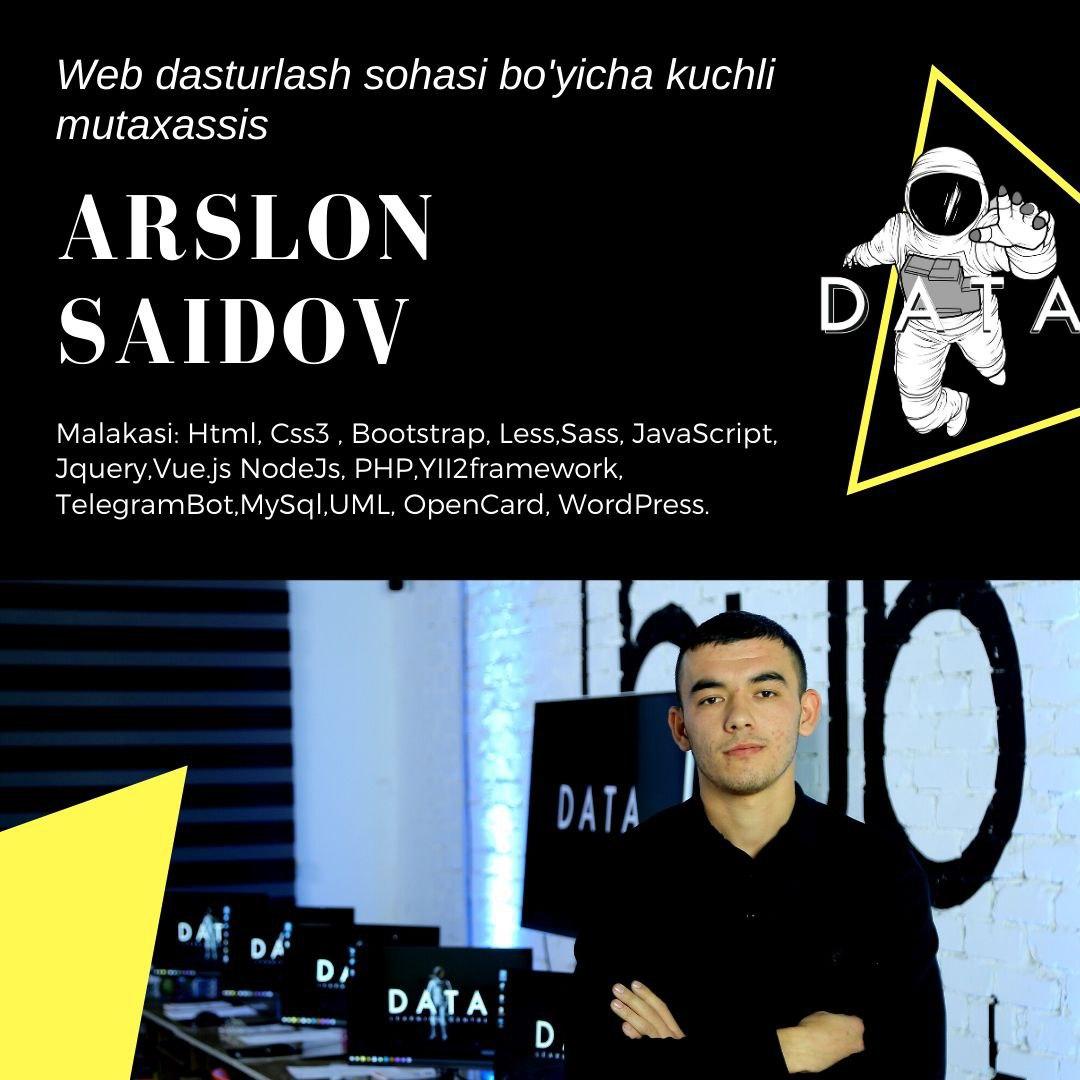 Web dasturlash sohasi bo'yicha kuchli
mutaxassis
ARSLON
SAIDOV
DATA
Malakasi: Html, Css3 , Bootstrap, Less,Sass, JavaScript,
Jquery,Vue.js NodeJs, PHP,YII2framework,
TelegramBot,MySql,UML, OpenCard, WordPress.
DATA
DAT
DA
DA
DATA
D